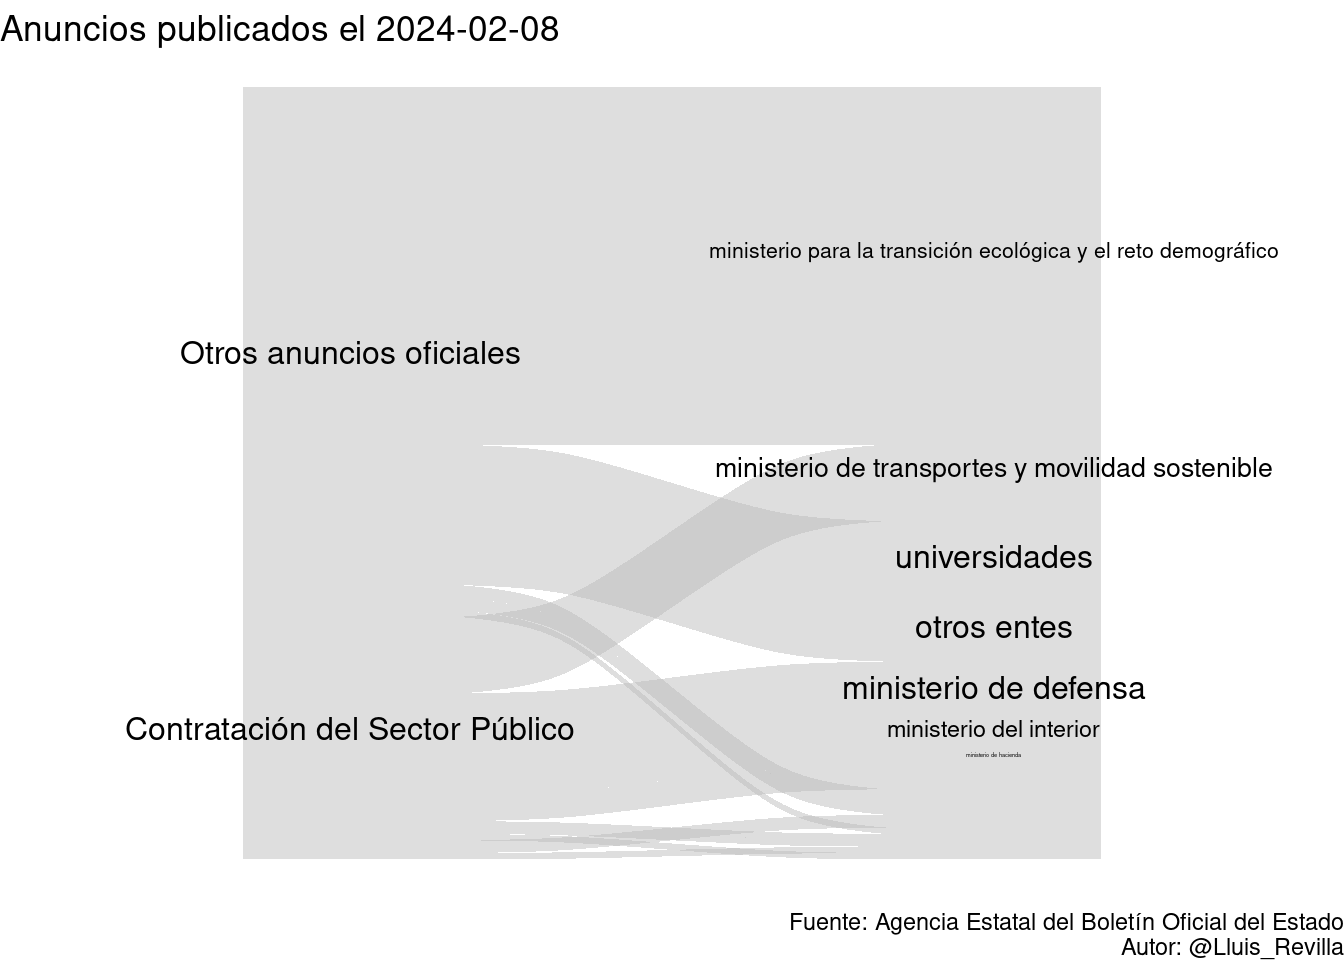 Anuncios publicados el 2024-02-08
ministerio para la transición ecológica y el reto demográfico
Otros anuncios oficiales
ministerio de transportes y movilidad sostenible
universidades
otros entes
ministerio de defensa
Contratación del Sector Público
ministerio del interior
ministerio de hacienda
Fuente: Agencia Estatal del Boletín Oficial del Estado
Autor: @Lluis_Revilla